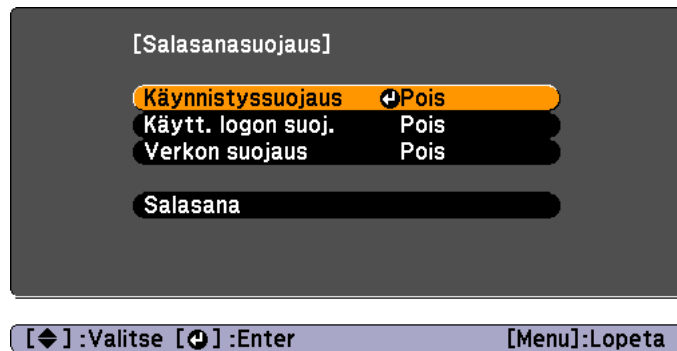 [Salasanasuojaus]
Käynnistyssuojaus Pois
Käytt. logon suoj. Pois
Verkon suojaus Pois
Salasana
[◆] :Valitse [⏎] :Enter [Menu]:Lopeta